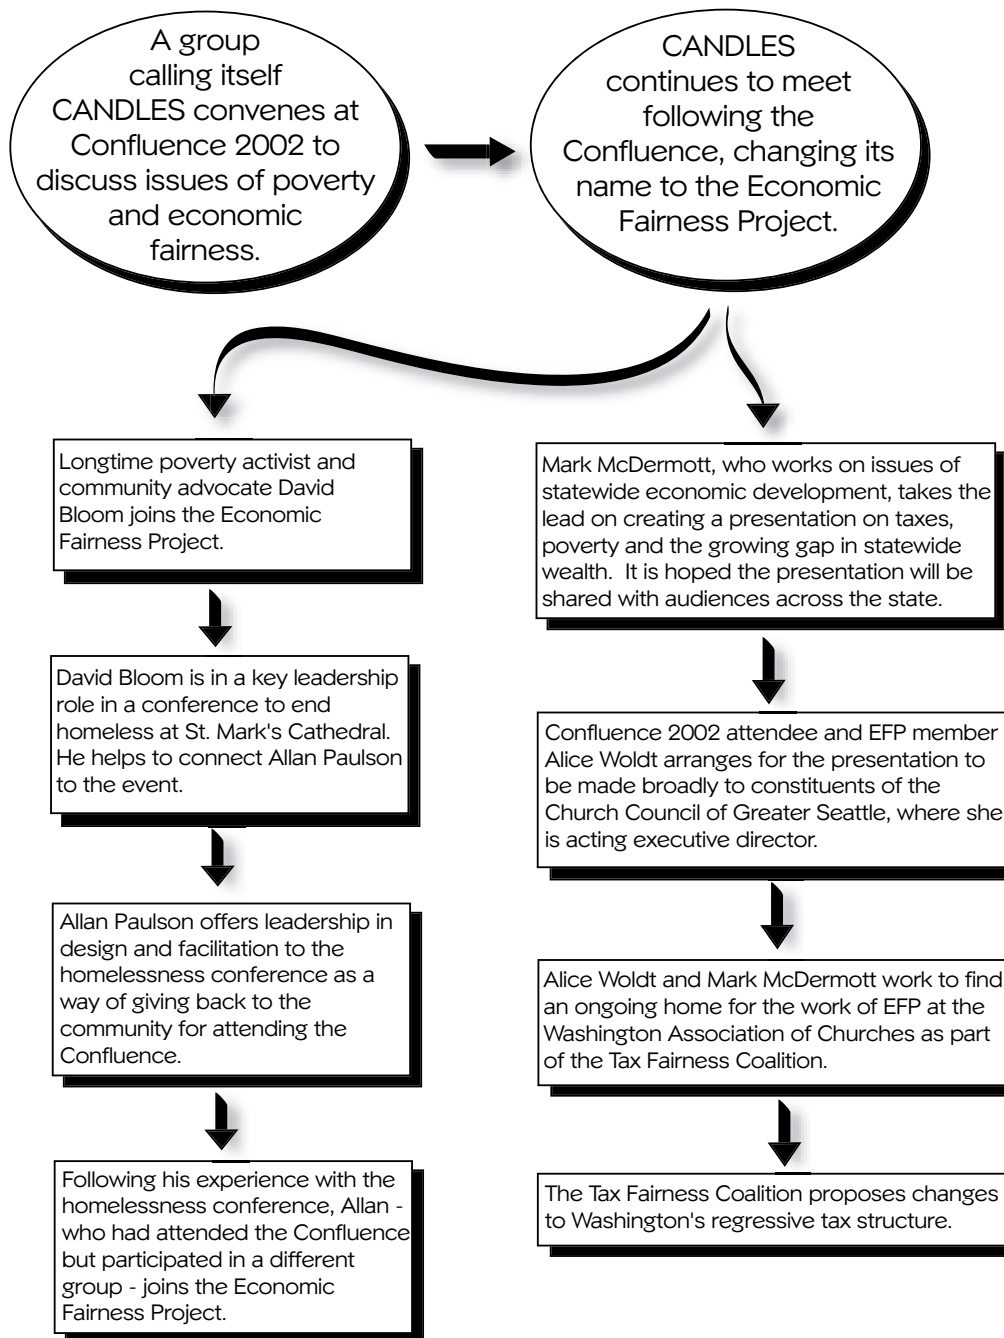 A group
calling itself
CANDLES convenes at
Confluence 2002 to
discuss issues of poverty
and economic
fairness.
CANDLES
continues to meet
following the
Confluence, changing its
name to the Economic
Fairness Project.
Longtime poverty activist and
community advocate David
Bloom joins the Economic
Fairness Project.
David Bloom is in a key leadership
role in a conference to end
homeless at St. Mark's Cathedral.
He helps to connect Allan Paulson
to the event.
Allan Paulson offers leadership in
design and facilitation to the
homelessness conference as a
way of giving back to the
community for attending the
Confluence.
Following his experience with the
homelessness conference, Allan -
who had attended the Confluence
but participated in a different
group - joins the Economic
Fairness Project.
Mark McDermott, who works on issues of
statewide economic development, takes the
lead on creating a presentation on taxes,
poverty and the growing gap in statewide
wealth.  It is hoped the presentation will be
shared with audiences across the state.
Confluence 2002 attendee and EFP member
Alice Woldt arranges for the presentation to
be made broadly to constituents of the
Church Council of Greater Seattle, where she
is acting executive director.
Alice Woldt and Mark McDermott work to find
an ongoing home for the work of EFP at the
Washington Association of Churches as part
of the Tax Fairness Coalition.
The Tax Fairness Coalition proposes changes
to Washington's regressive tax structure.